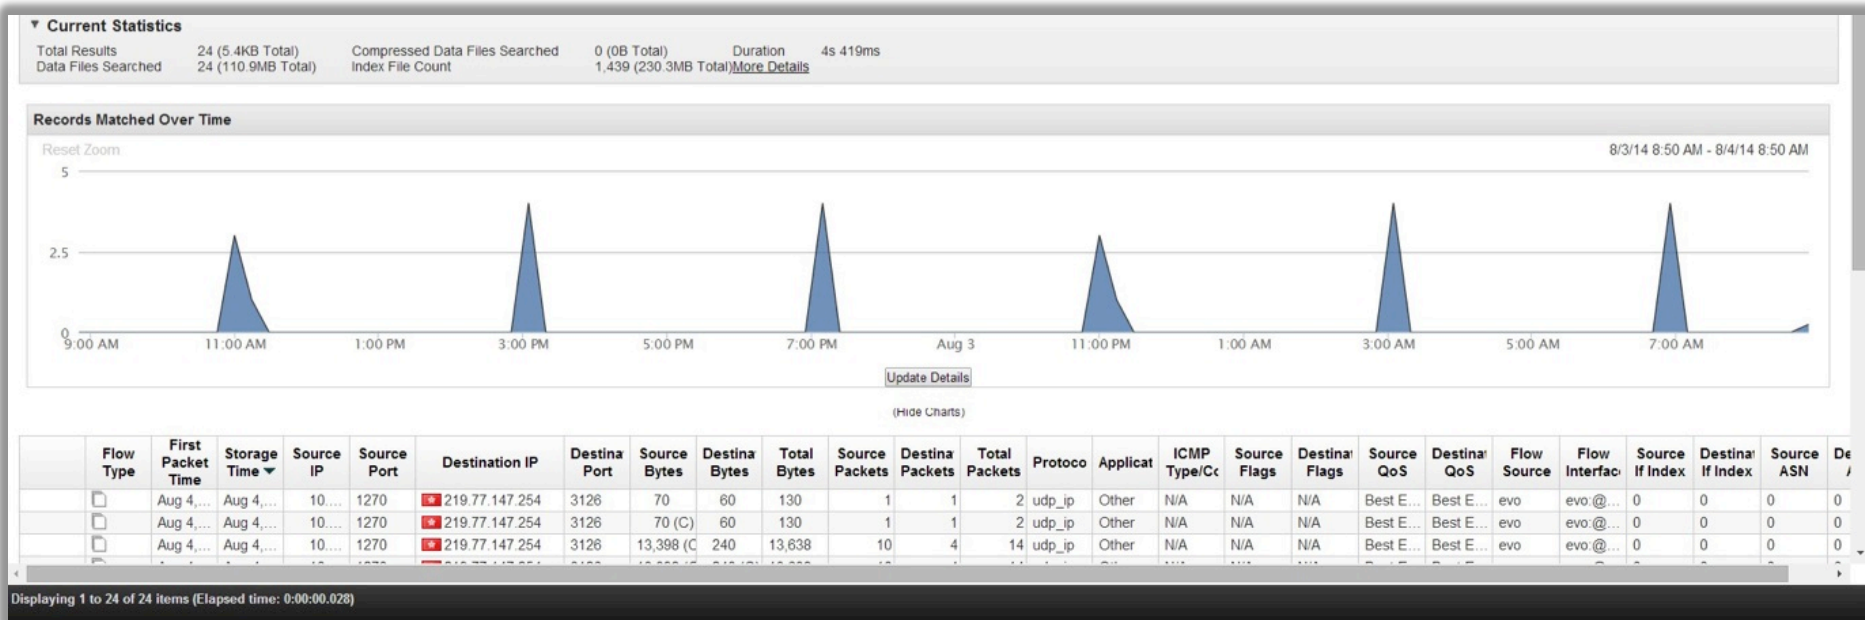 ▼ Current Statistics
Total Results 24 (5.4KB Total) Compressed Data Files Searched 0 (0B Total) Duration 4s 419ms
Data Files Searched 24 (110.9MB Total) Index File Count 1,439 (230.3MB Total) More Details
Records Matched Over Time
Reset Zoom 8/3/14 8:50 AM - 8/4/14 8:50 AM
5
2.5
0
9:00 AM 11:00 AM 1:00 PM 3:00 PM 5:00 PM 7:00 PM Aug 3 11:00 PM 1:00 AM 3:00 AM 5:00 AM 7:00 AM
Update Details
(Hide Charts)
Flow Type First Packet Time Storage Time Source IP Source Port Destination IP Destina Port Source Bytes Destina Bytes Total Bytes Source Packets Destina Packets Total Packets Protoco Applicat ICMP Type/Cc Source Flags Destinat Flags Source QoS Destinat QoS Flow Source Flow Interfac Source If Index Destinat If Index Source ASN De
Aug 4,... Aug 4,... 10.... 1270 219.77.147.254 3126 70 60 130 1 1 2 udp_ip Other N/A N/A N/A Best E... Best E... evo evo:@... 0 0 0 0
Aug 4,... Aug 4,... 10.... 1270 219.77.147.254 3126 70 (C) 60 130 1 1 2 udp_ip Other N/A N/A N/A Best E... Best E... evo evo:@... 0 0 0 0
Aug 4,... Aug 4,... 10.... 1270 219.77.147.254 3126 13,398 (C 240 13,638 10 4 14 udp_ip Other N/A N/A N/A Best E... Best E... evo evo:@... 0 0 0 0
Displaying 1 to 24 of 24 items (Elapsed time: 0:00:00.028)